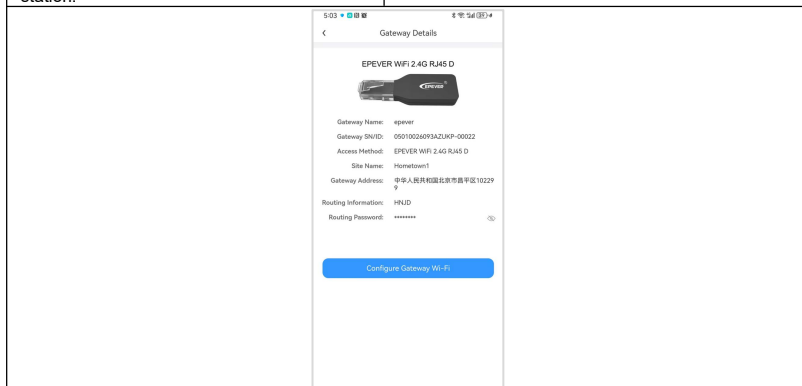 station.
5:03
Gateway Details
EPEVER WiFi 2.4G RJ45 D
EPEVER
Gateway Name: epever
Gateway SN/ID: 05010026093AZUKP-00022
Access Method: EPEVER WiFi 2.4G RJ45 D
Site Name: Hometown1
Gateway Address: 中华人民共和国北京市昌平区10229
9
Routing Information: HNJD
Routing Password: ********
Configure Gateway Wi-Fi